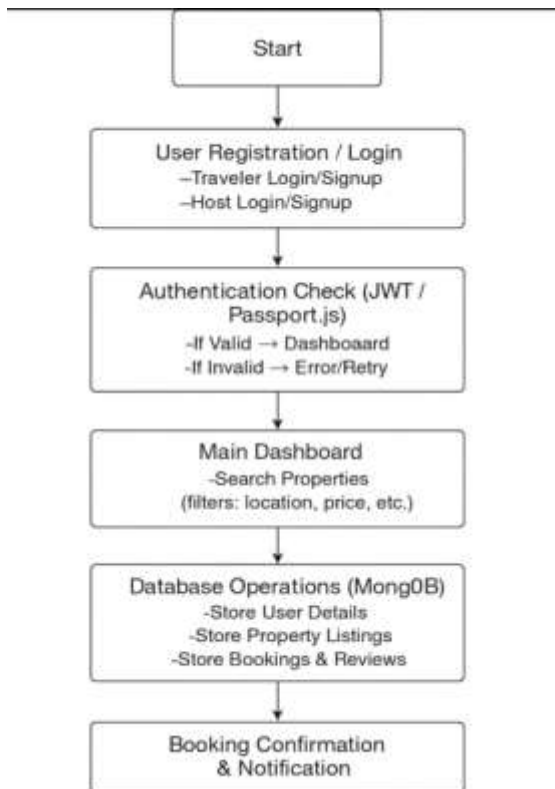 Start
User Registration / Login
–Traveler Login/Signup
–Host Login/Signup
Authentication Check (JWT /
Passport.js)
-If Valid → Dashboaard
-If Invalid → Error/Retry
Main Dashboard
-Search Properties
(filters: location, price, etc.)
Database Operations (Mong0B)
-Store User Details
-Store Property Listings
-Store Bookings & Reviews
Booking Confirmation
& Notification